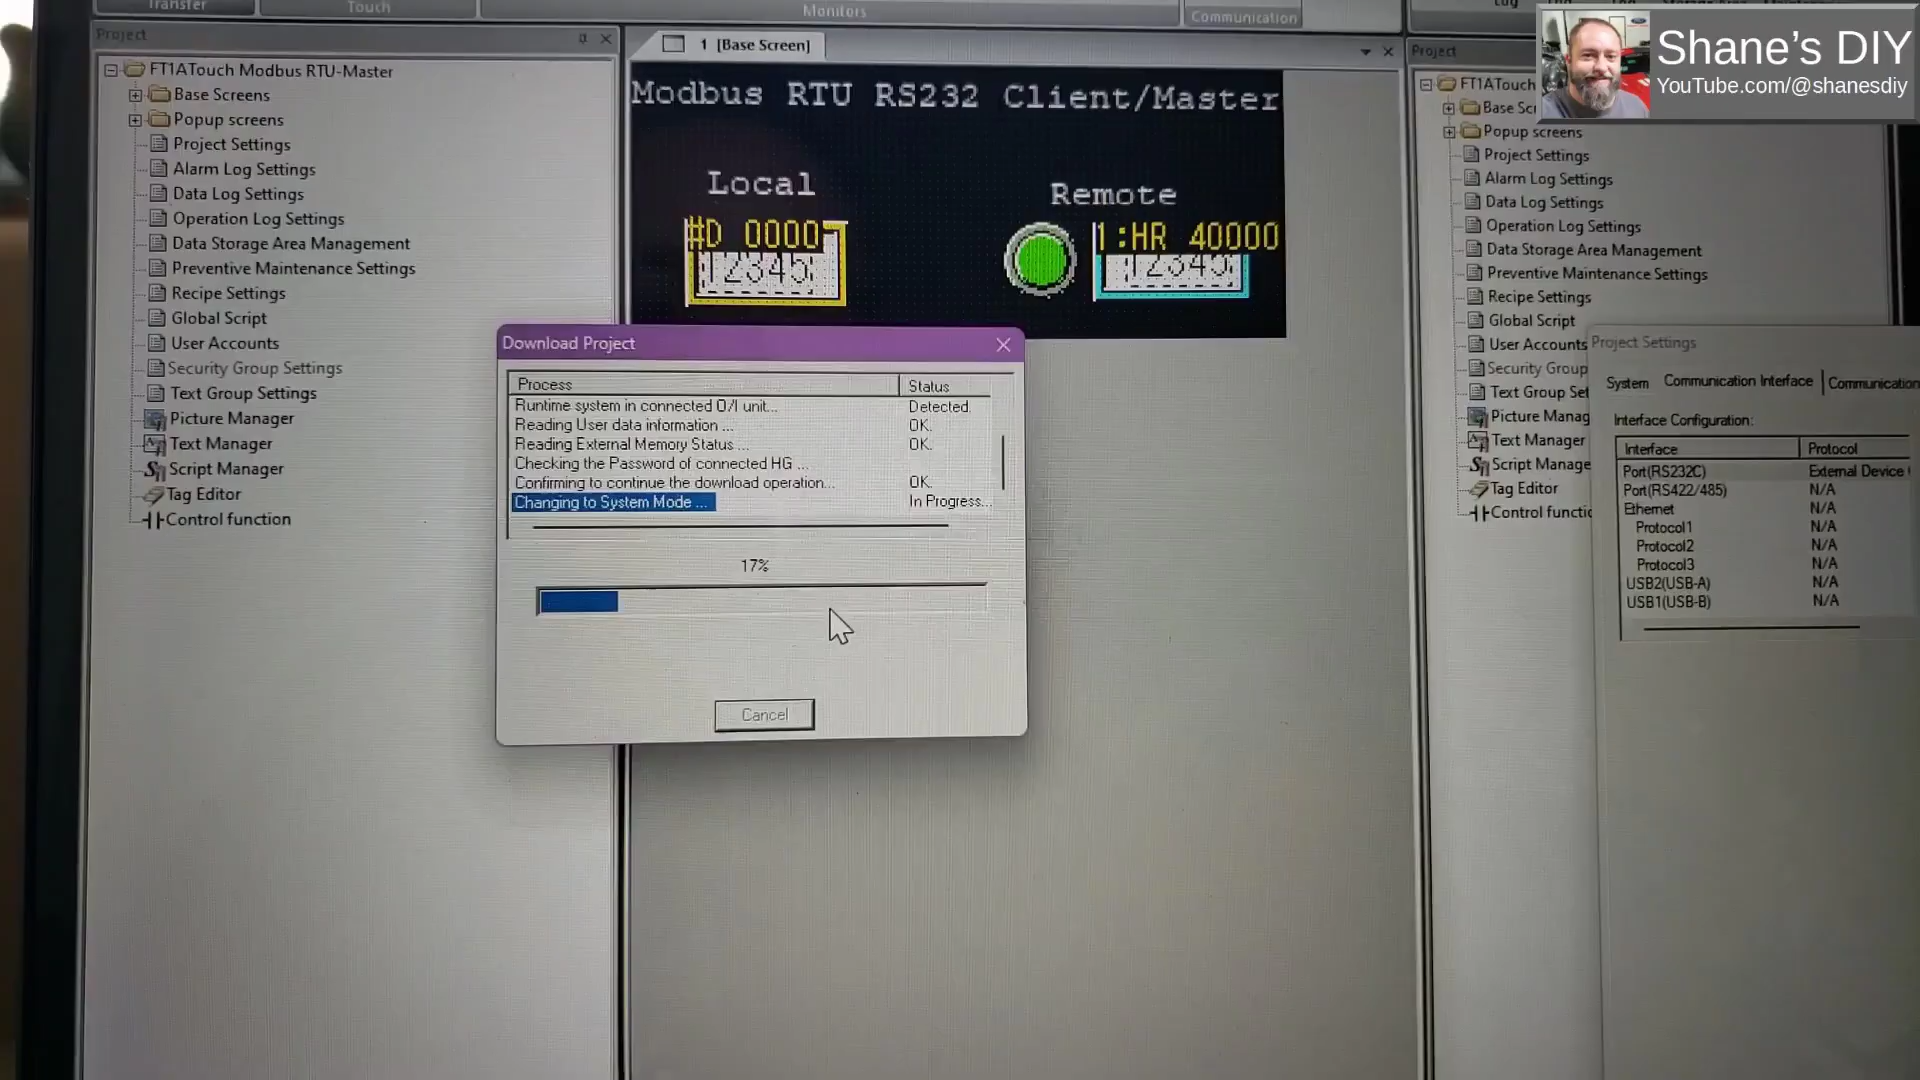 Transfer
Touch
Monitors
Communication
Project
FT1ATouch Modbus RTU-Master
Base Screens
Popup screens
Project Settings
Alarm Log Settings
Data Log Settings
Operation Log Settings
Data Storage Area Management
Preventive Maintenance Settings
Recipe Settings
Global Script
User Accounts
Security Group Settings
Text Group Settings
Picture Manager
Text Manager
Script Manager
Tag Editor
Control function
1 [Base Screen]
Modbus RTU RS232 Client/Master
Local
Remote
#D 0000
12345
1:HR 40000
12345
Download Project
Process Status
Runtime system in connected O/I unit... Detected.
Reading User data information ... OK.
Reading External Memory Status ... OK.
Checking the Password of connected HG ...
Confirming to continue the download operation... OK.
Changing to System Mode ... In Progress...
17%
Cancel
Project
FT1ATouch
Base Scr
Popup screens
Project Settings
Alarm Log Settings
Data Log Settings
Operation Log Settings
Data Storage Area Management
Preventive Maintenance Settings
Recipe Settings
Global Script
User Accounts
Security Group
Text Group Set
Picture Manag
Text Manager
Script Manage
Tag Editor
Control functio
Project Settings
System Communication Interface Communication
Interface Configuration:
Interface Protocol
Port(RS232C) External Device
Port(RS422/485) N/A
Ethernet N/A
Protocol1 N/A
Protocol2 N/A
Protocol3 N/A
USB2(USB-A) N/A
USB1(USB-B) N/A
Shane's DIY
YouTube.com/@shanesdiy